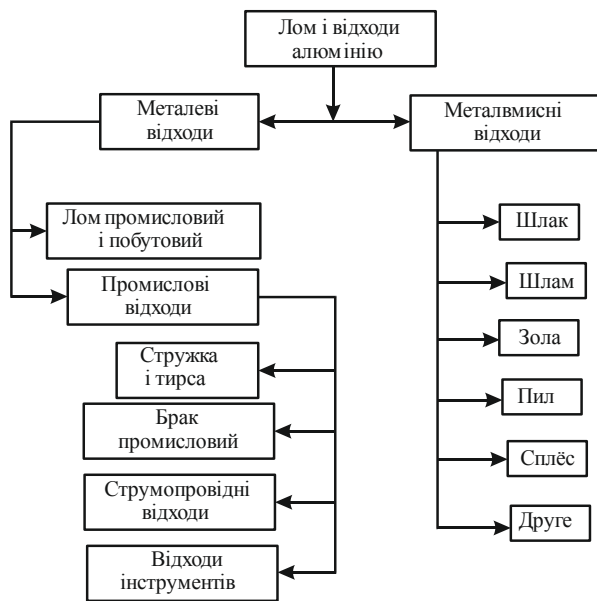 Лом і відходи
алюмінію
Металеві
відходи
Металвмисні
відходи
Лом промисловий
і побутовий
Промислові
відходи
Стружка
і тирса
Брак
промисловий
Струмопровідні
відходи
Відходи
інструментів
Шлак
Шлам
Зола
Пил
Сплёс
Друге